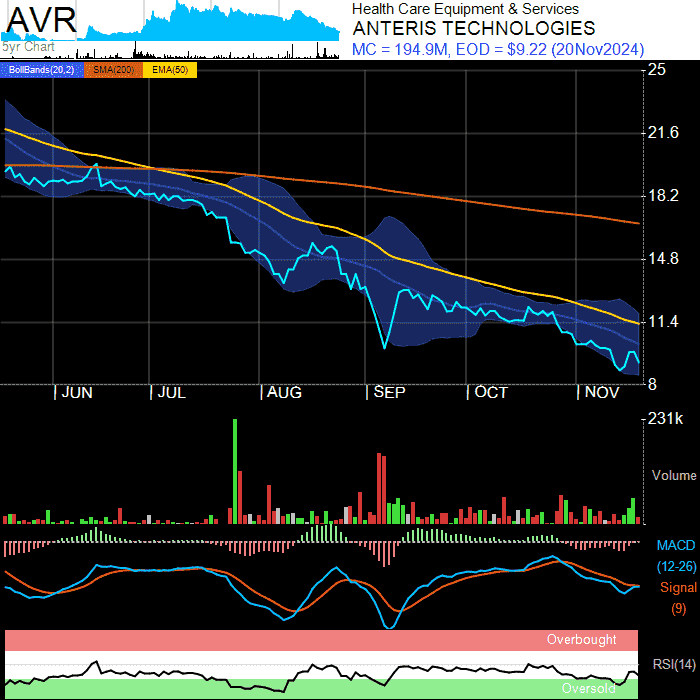 AVR
5yr Chart
Health Care Equipment & Services
ANTERIS TECHNOLOGIES
MC = 194.9M, EOD = $9.22 (20Nov2024)
BollBands(20,2) SMA(200) EMA(50)
25
21.6
18.2
14.8
11.4
8
JUN JUL AUG SEP OCT NOV
231k
Volume
MACD
(12-26)
Signal
(9)
Overbought
RSI(14)
Oversold